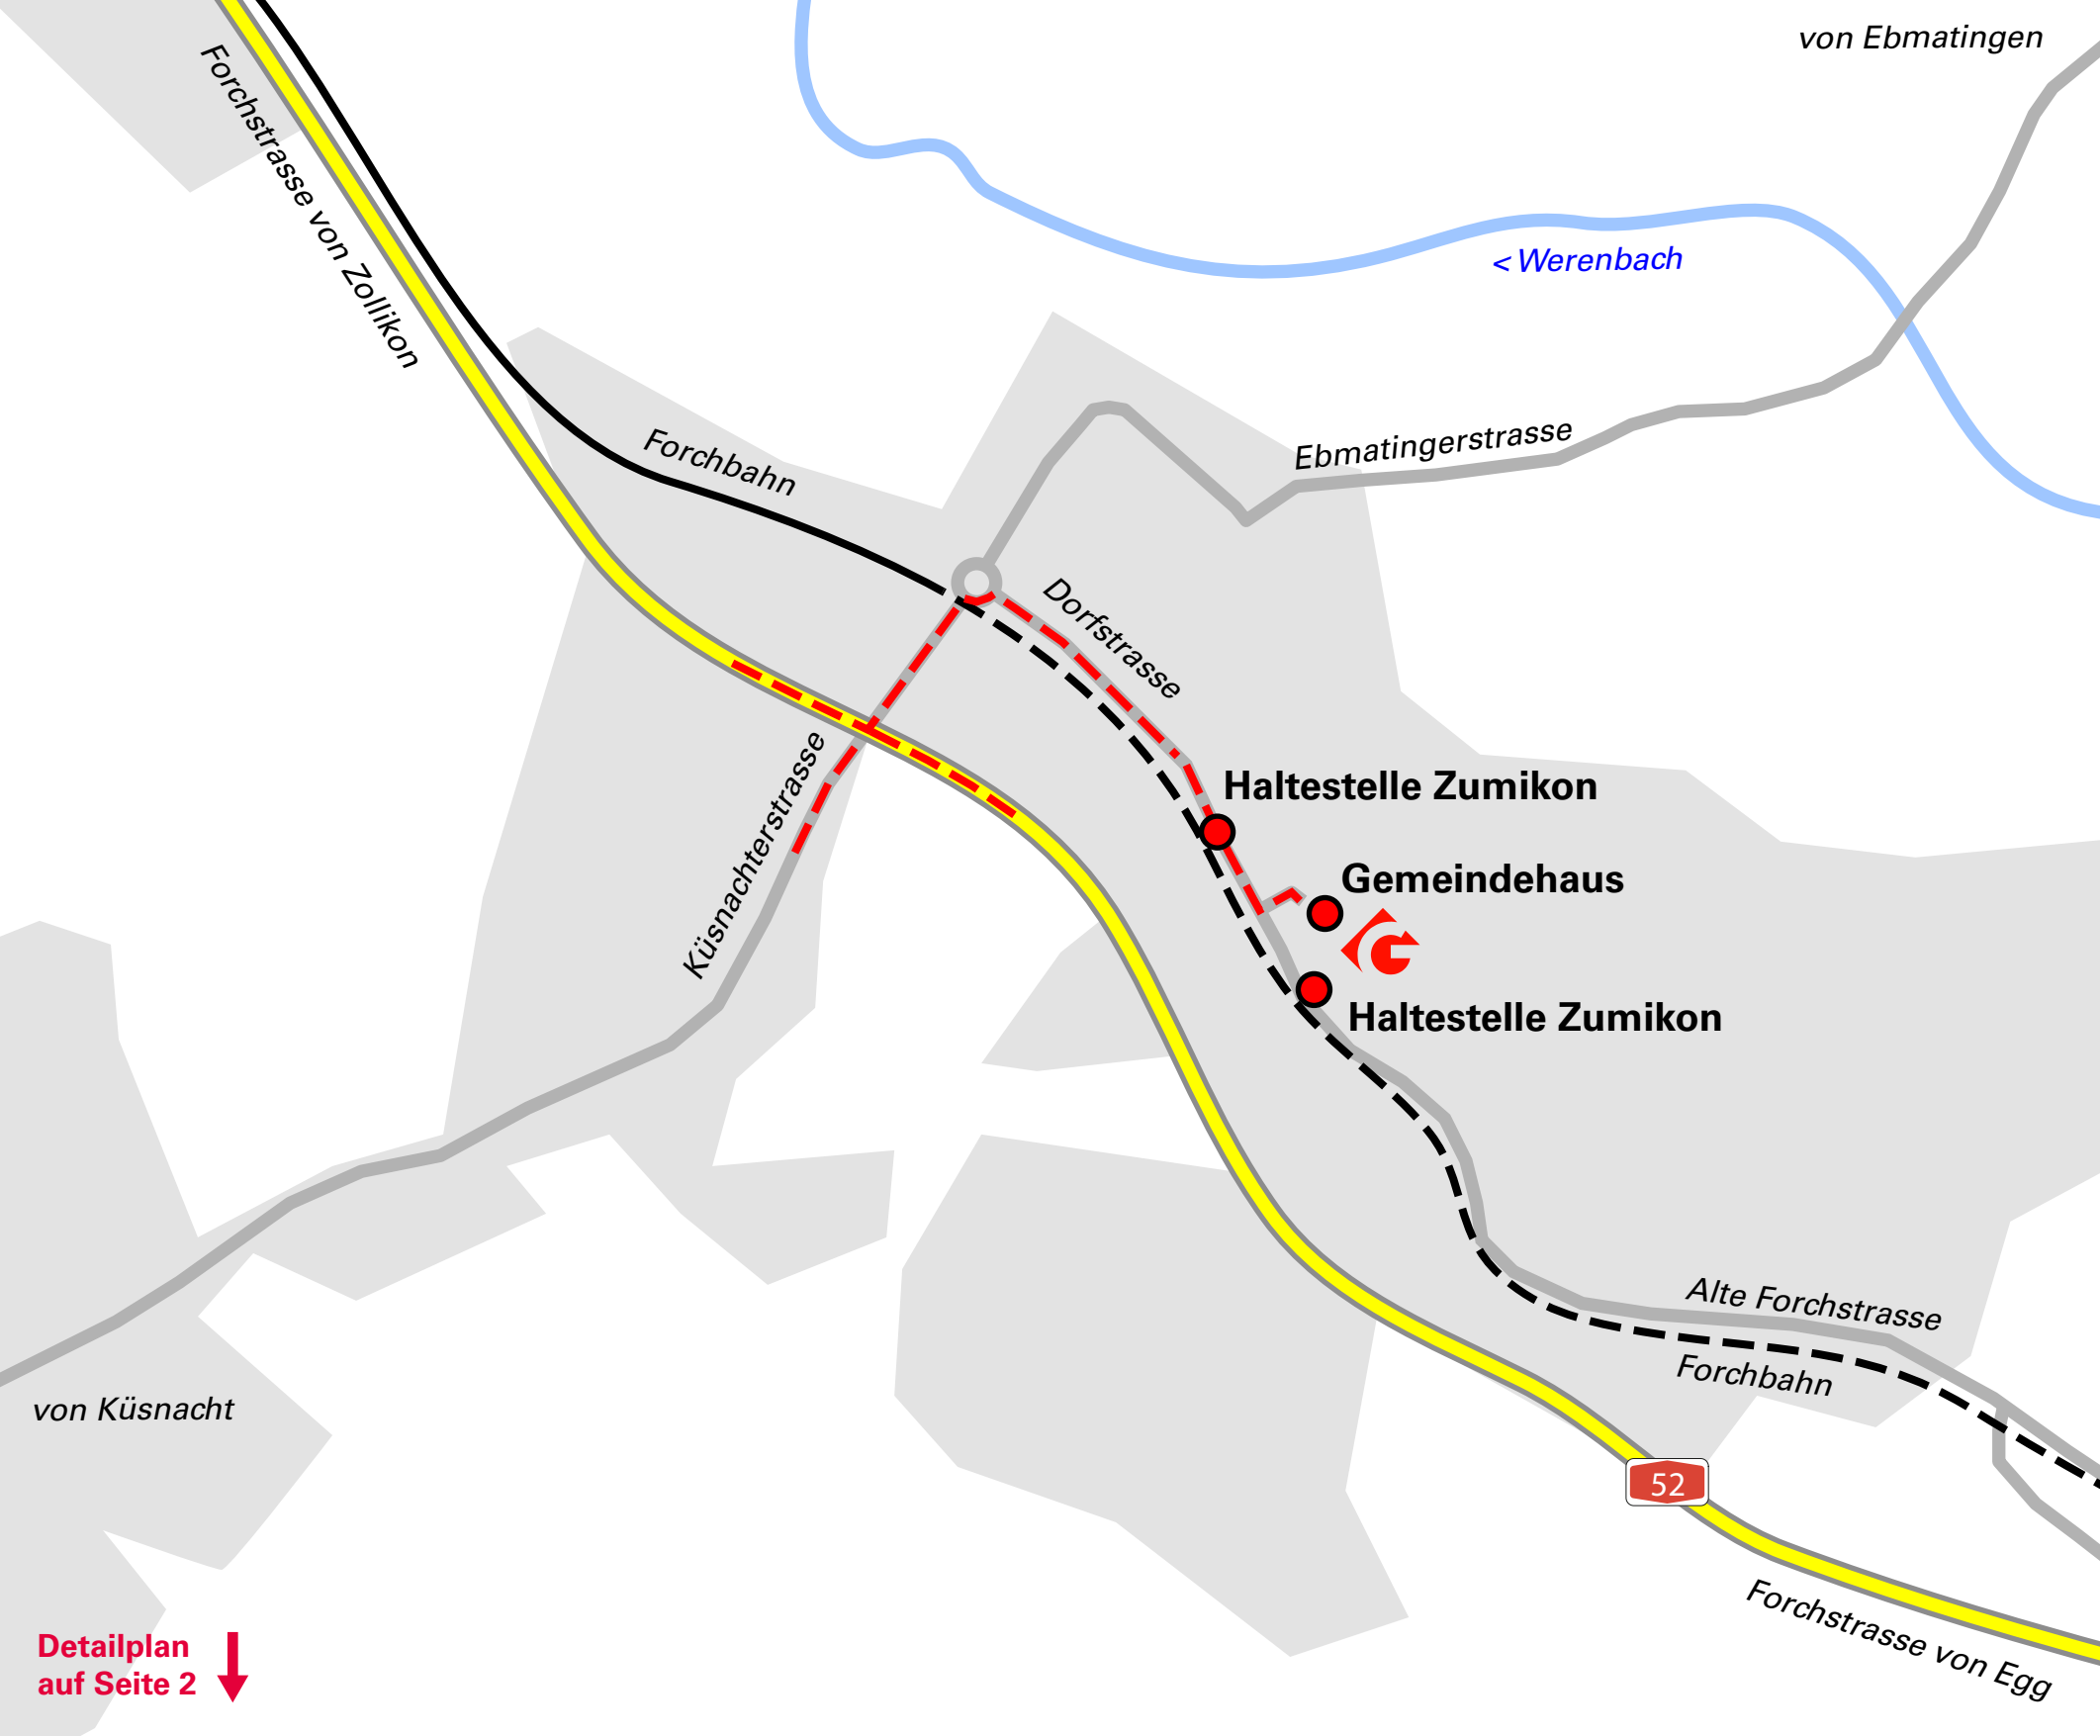 von Ebmatingen
Forchstrasse von Zollikon
< Werenbach
Ebmatingerstrasse
Forchbahn
Dorfstrasse
Haltestelle Zumikon
Küsnachterstrasse
Gemeindehaus
Haltestelle Zumikon
Alte Forchstrasse
Forchbahn
von Küsnacht
52
Forchstrasse von Egg
Detailplan
auf Seite 2